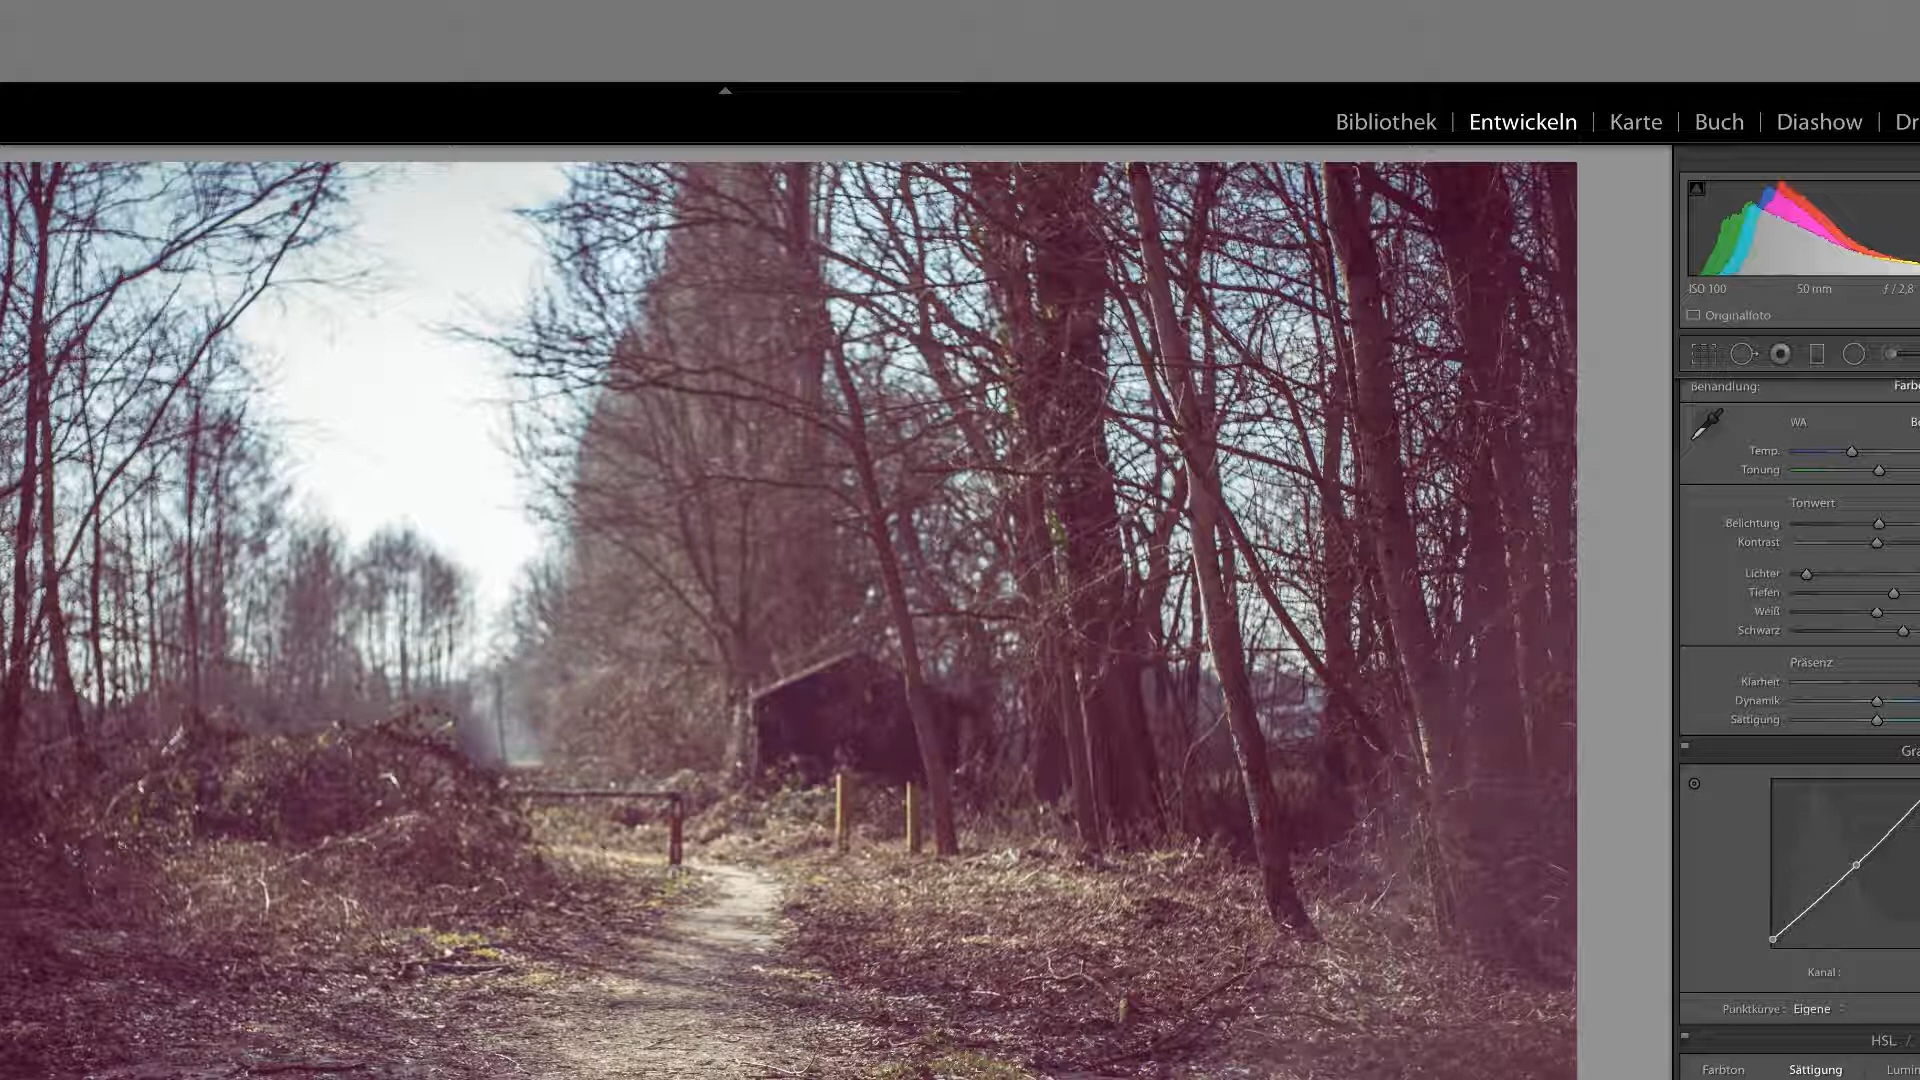 Bibliothek | Entwickeln | Karte | Buch | Diashow | Dr
ISO 100 50 mm ƒ / 2,8
Originalfoto
Behandlung: Farb
WA
Temp.
Tonung
Tonwert
Belichtung
Kontrast
Lichter
Tiefen
Weiß
Schwarz
Präsenz
Klarheit
Dynamik
Sättigung
Gra
Kanal :
Punktkurve : Eigene
HSL /
Farbton Sättigung Lumin